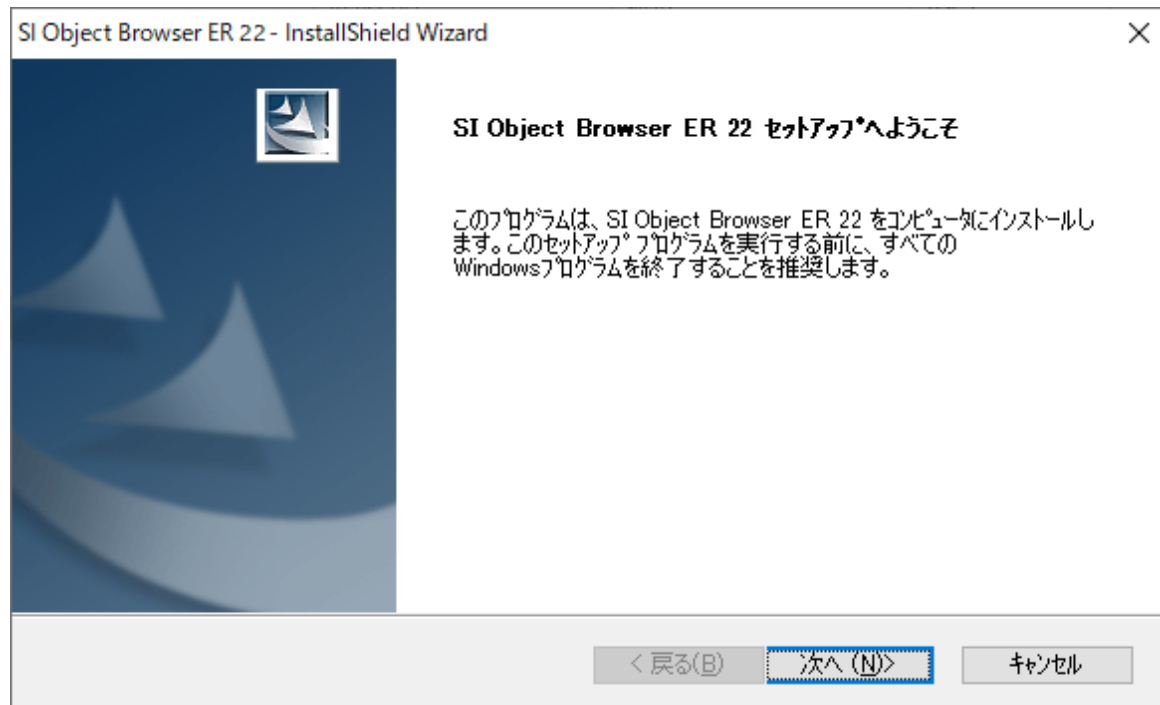 SI Object Browser ER 22 - InstallShield Wizard
SI Object Browser ER 22 ｾｯﾄｱｯﾌﾟへようこそ
このﾌﾟﾛｸﾞﾗﾑは、SI Object Browser ER 22 をｺﾝﾋﾟｭｰﾀにインストールし
ます。このｾｯﾄｱｯﾌﾟ ﾌﾟﾛｸﾞﾗﾑを実行する前に、すべての
Windowsﾌﾟﾛｸﾞﾗﾑを終了することを推奨します。
< 戻る(B)
次へ (N)>
ｷｬﾝｾﾙ